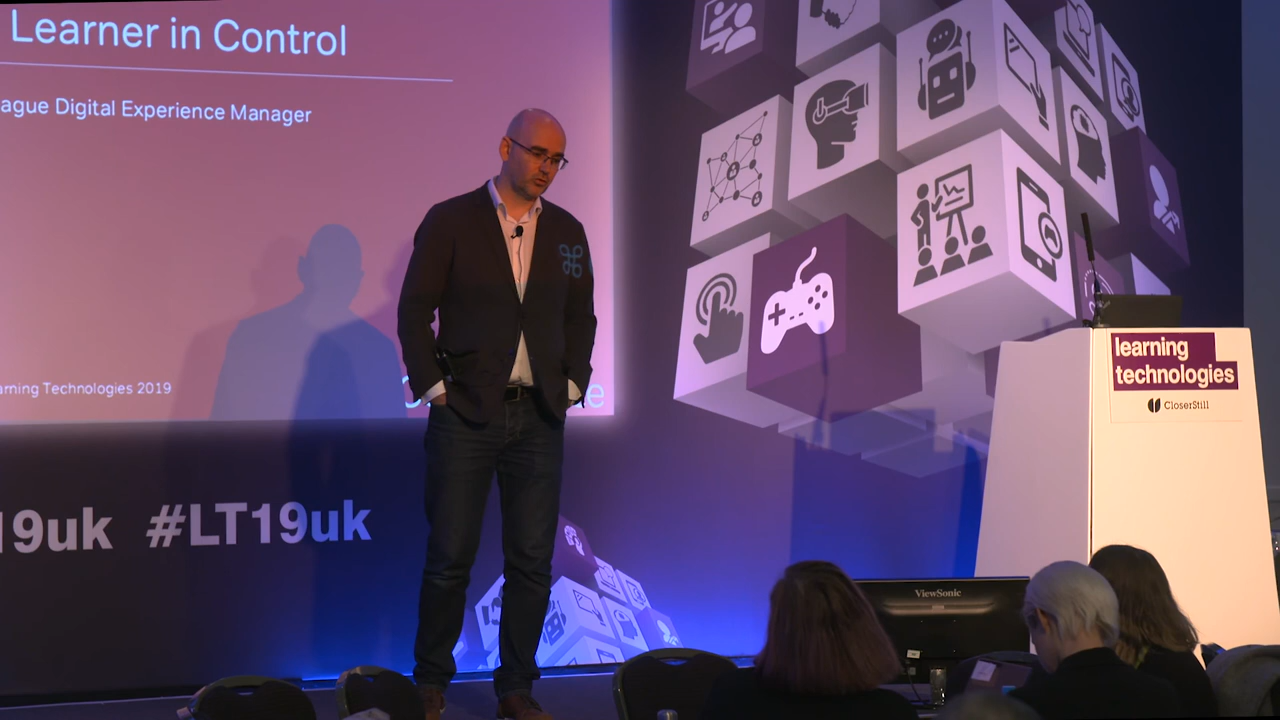 Learner in Control
ague Digital Experience Manager
arning Technologies 2019
19uk #LT19uk
learning
technologies
CloserStill
ViewSonic